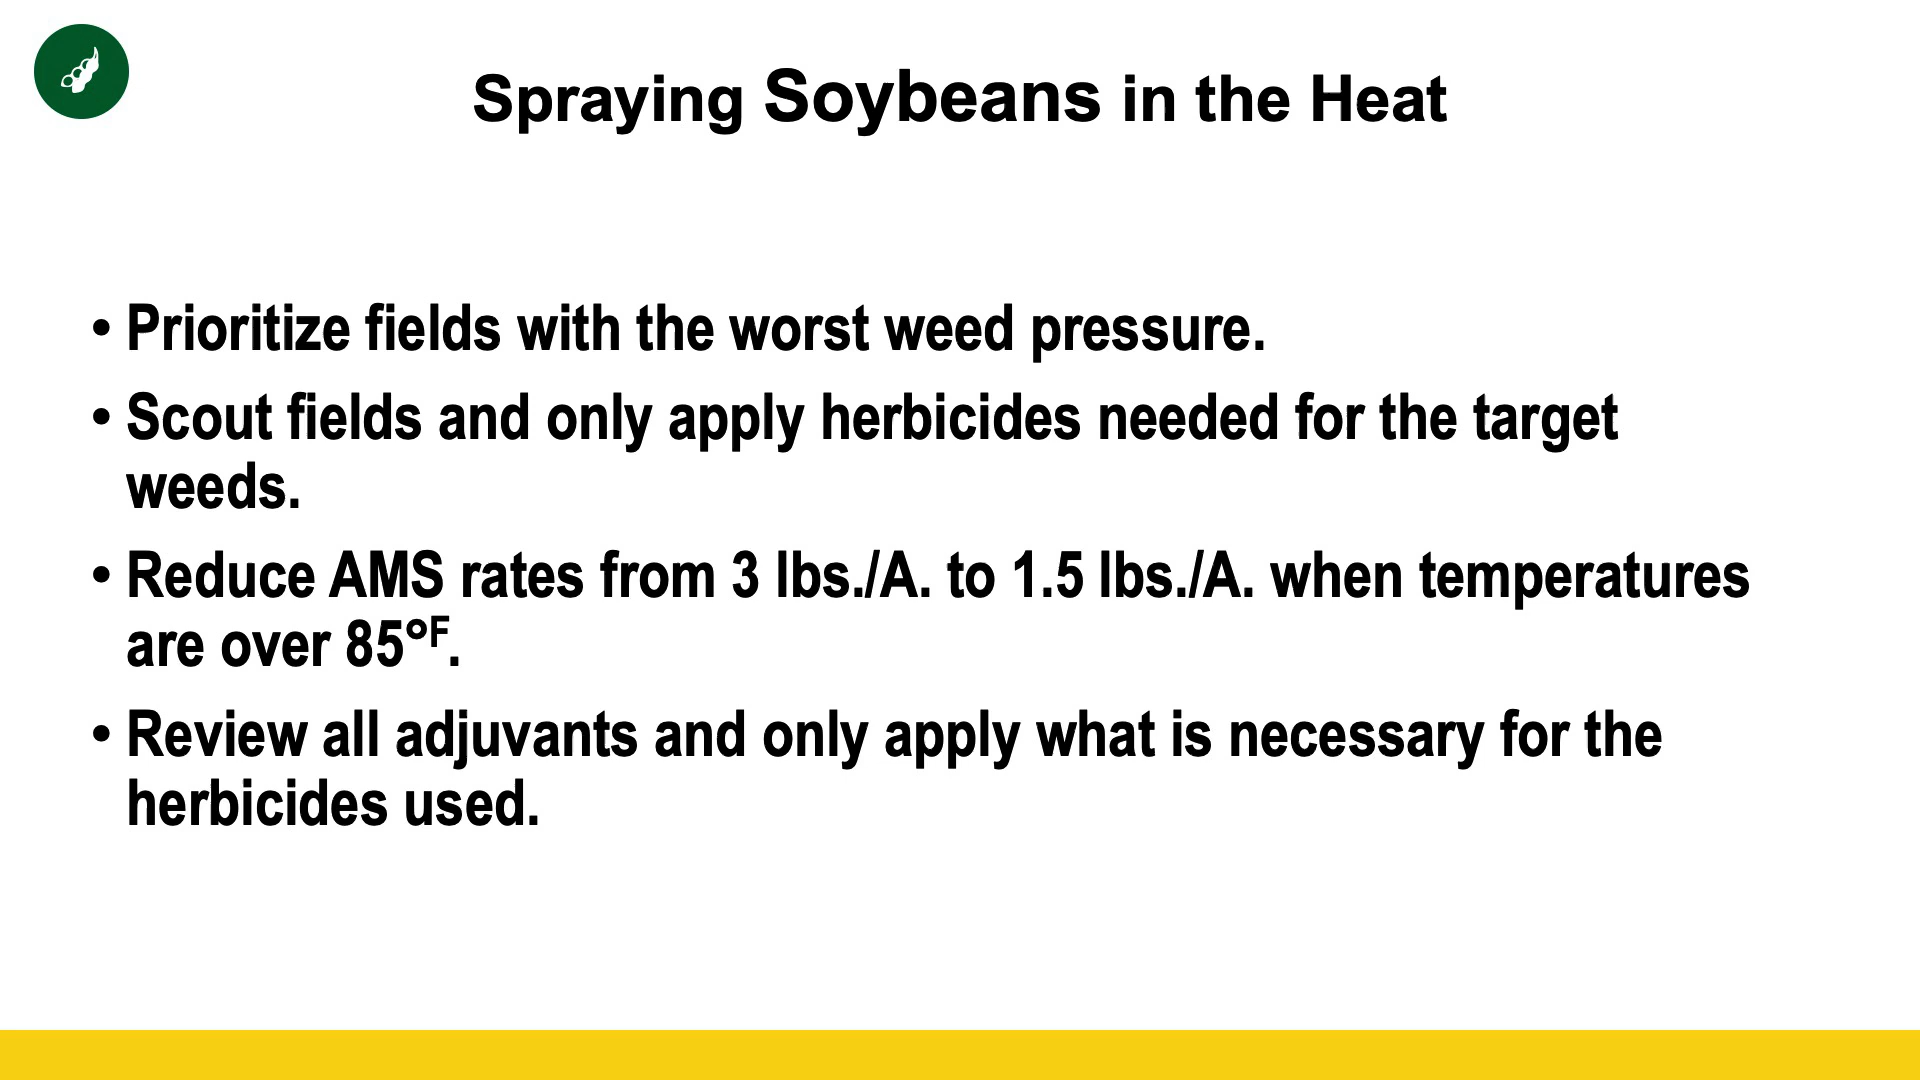 Spraying Soybeans in the Heat
• Prioritize fields with the worst weed pressure.
• Scout fields and only apply herbicides needed for the target
weeds.
• Reduce AMS rates from 3 lbs./A. to 1.5 lbs./A. when temperatures
are over 85°F.
• Review all adjuvants and only apply what is necessary for the
herbicides used.